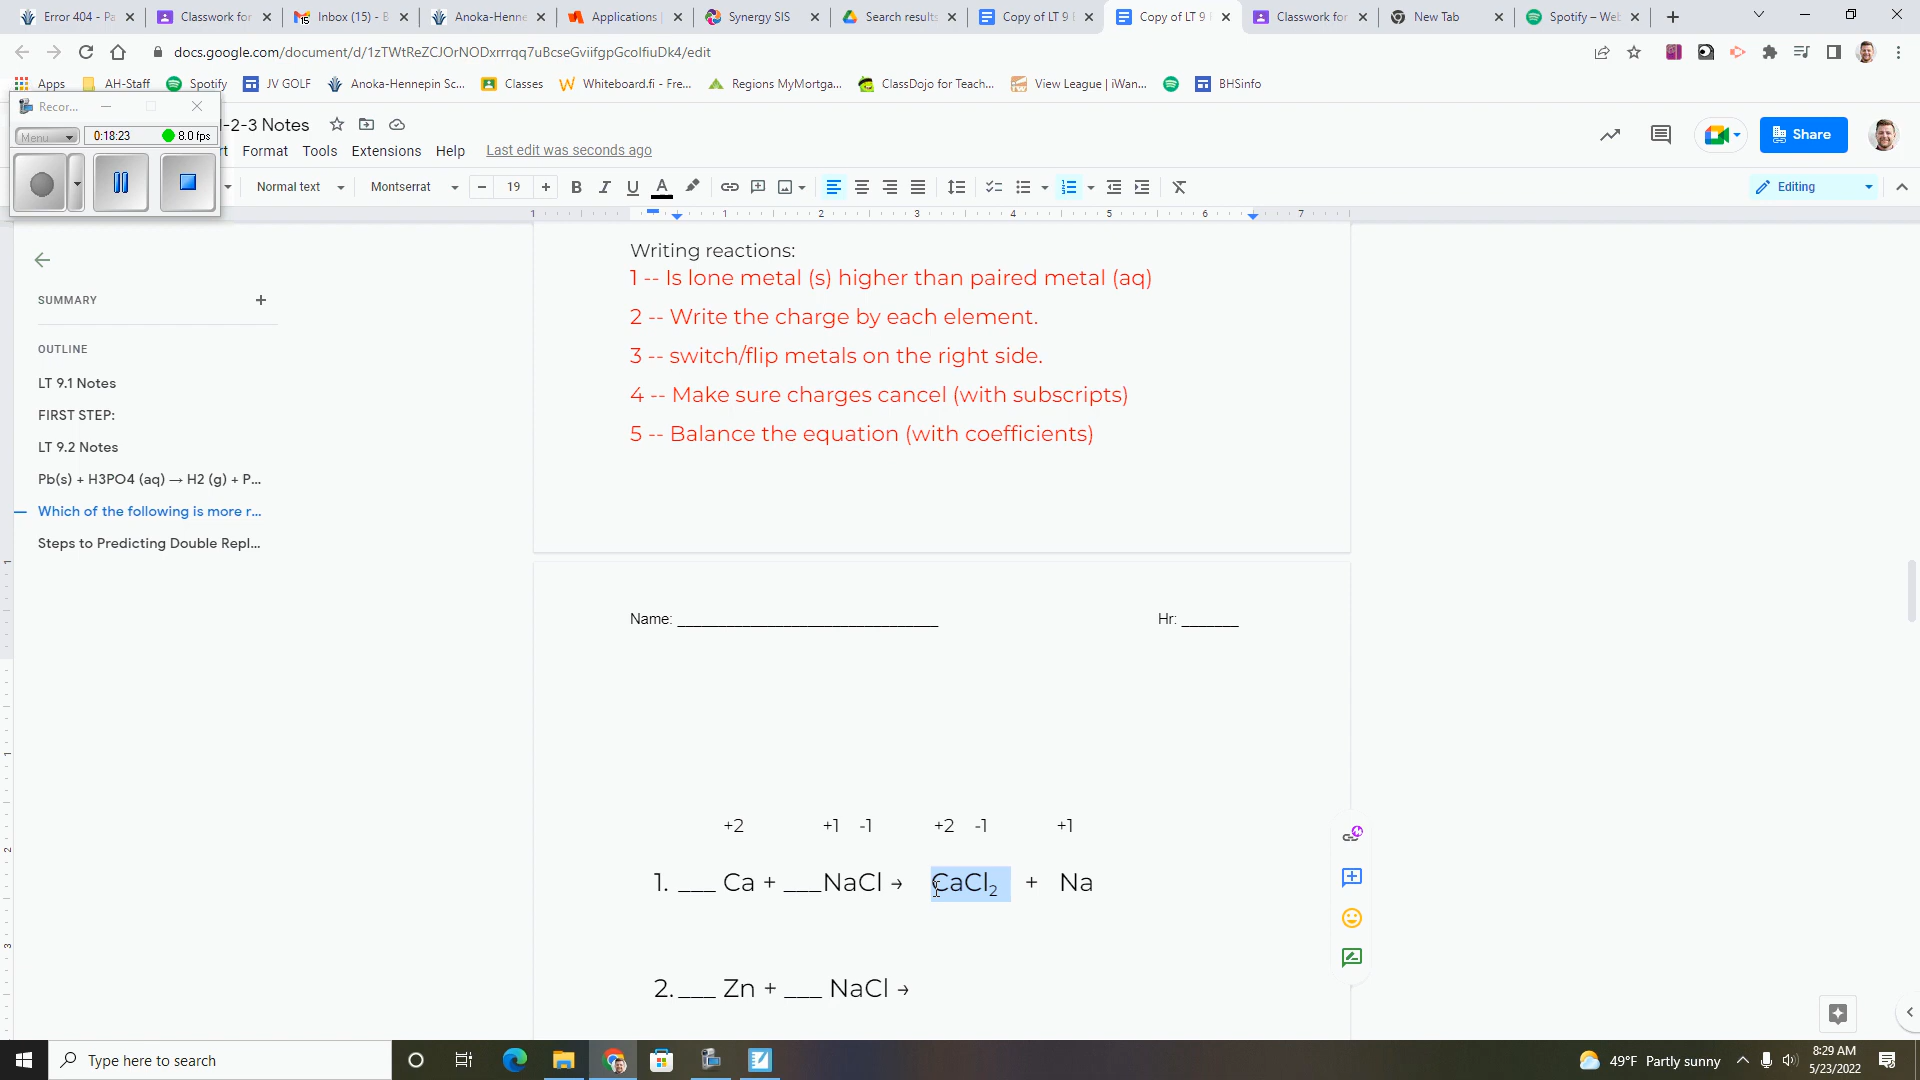 Error 404 - Pa
Classwork for
Inbox (15) - B
Anoka-Henne
Applications
Synergy SIS
Search results
Copy of LT 9
Copy of LT 9
Classwork for
New Tab
Spotify – Web
docs.google.com/document/d/1zTWtReZCJOrNODxrrrqq7uBcseGviifgpGcolfiuDk4/edit
Apps
AH-Staff
Spotify
JV GOLF
Anoka-Hennepin Sc...
Classes
Whiteboard.fi - Fre...
Regions MyMortga...
ClassDojo for Teach...
View League | iWan...
BHSinfo
Recor...
Menu
0:18:23
8.0 fps
1-2-3 Notes
Format
Tools
Extensions
Help
Last edit was seconds ago
Share
Normal text
Montserrat
19
Editing
SUMMARY
OUTLINE
LT 9.1 Notes
FIRST STEP:
LT 9.2 Notes
Pb(s) + H3PO4 (aq) → H2 (g) + P...
Which of the following is more r...
Steps to Predicting Double Repl...
Writing reactions:
1 -- Is lone metal (s) higher than paired metal (aq)
2 -- Write the charge by each element.
3 -- switch/flip metals on the right side.
4 -- Make sure charges cancel (with subscripts)
5 -- Balance the equation (with coefficients)
Name: ______________________________ Hr: _______
+2 +1 -1 +2 -1 +1
1. ___ Ca + ___NaCl → CaCl₂ + Na
2. ___ Zn + ___ NaCl →
Type here to search
49°F Partly sunny
8:29 AM
5/23/2022